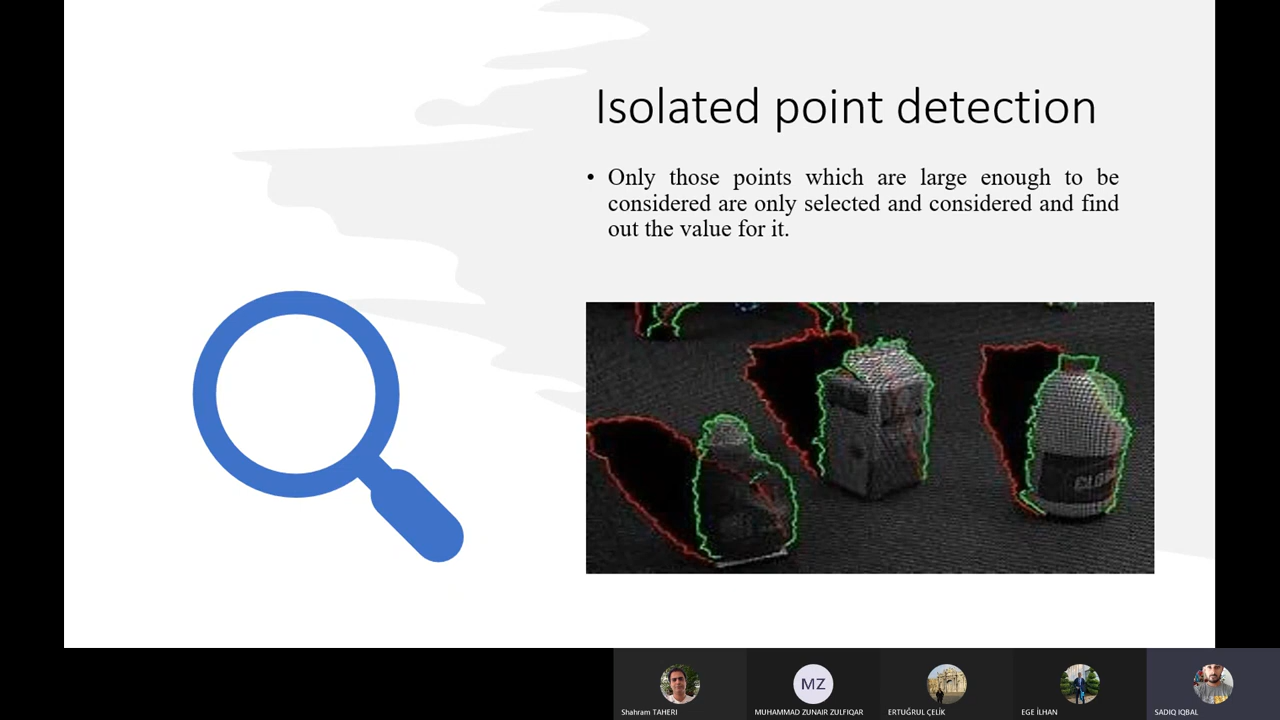 Isolated point detection
• Only those points which are large enough to be
considered are only selected and considered and find
out the value for it.
MZ
Shahram TAHERI
MUHAMMAD ZUNAIR ZULFIQAR
ERTUĞRUL ÇELİK
EGE İLHAN
SADIQ IQBAL